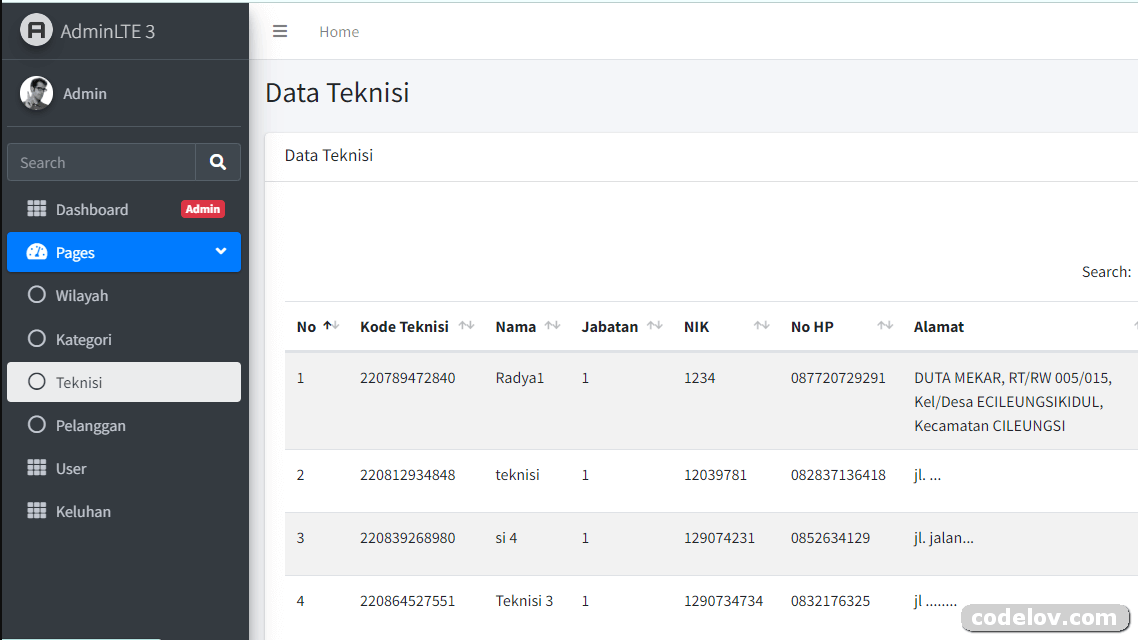 AdminLTE 3
Home
Admin
Data Teknisi
Search
Data Teknisi
Dashboard Admin
Pages
Search:
Wilayah
Kategori
Teknisi
Pelanggan
User
Keluhan
No Kode Teknisi Nama Jabatan NIK No HP Alamat
1 220789472840 Radya1 1 1234 087720729291 DUTA MEKAR, RT/RW 005/015,
Kel/Desa ECILEUNGSIKIDUL,
Kecamatan CILEUNGSI
2 220812934848 teknisi 1 12039781 082837136418 jl. ...
3 220839268980 si 4 1 129074231 0852634129 jl. jalan...
4 220864527551 Teknisi 3 1 1290734734 0832176325 jl ........
codelov.com